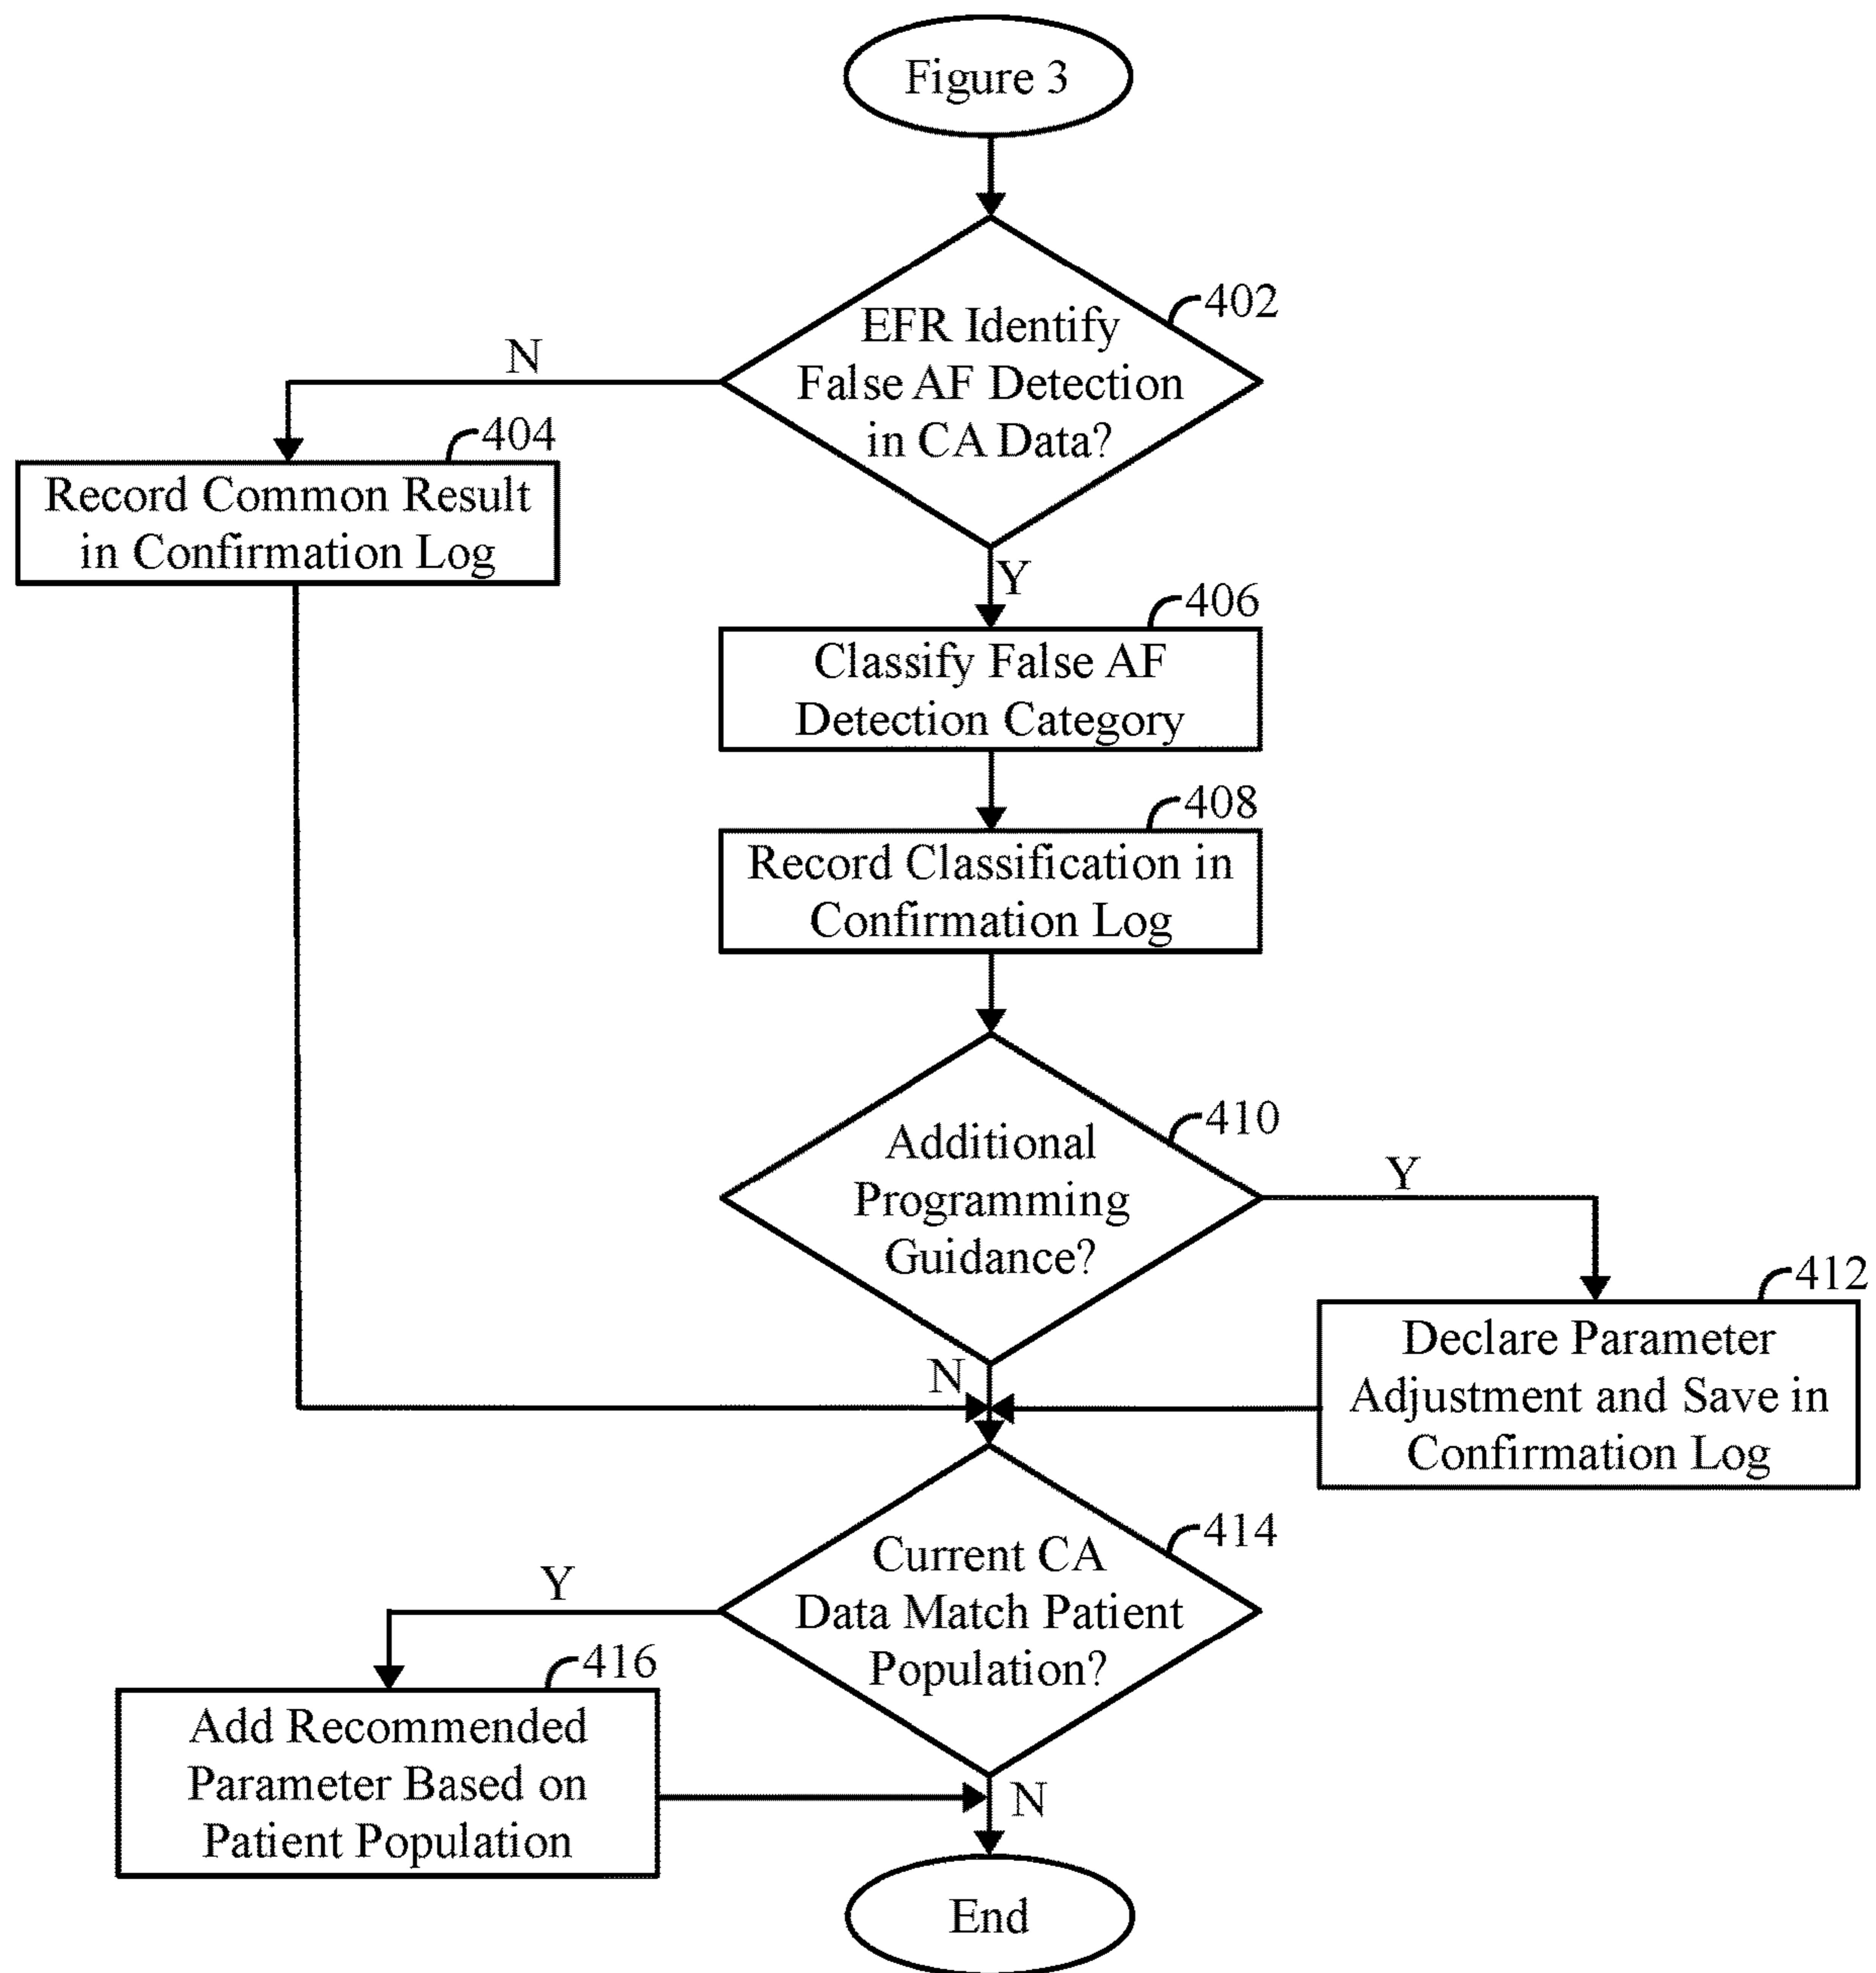 Figure 3
402
EFR Identify
False AF Detection
in CA Data?
N
404
Record Common Result
in Confirmation Log
Y
406
Classify False AF
Detection Category
408
Record Classification in
Confirmation Log
410
Additional
Programming
Guidance?
Y
412
Declare Parameter
Adjustment and Save in
Confirmation Log
N
414
Current CA
Data Match Patient
Population?
Y
416
Add Recommended
Parameter Based on
Patient Population
N
End